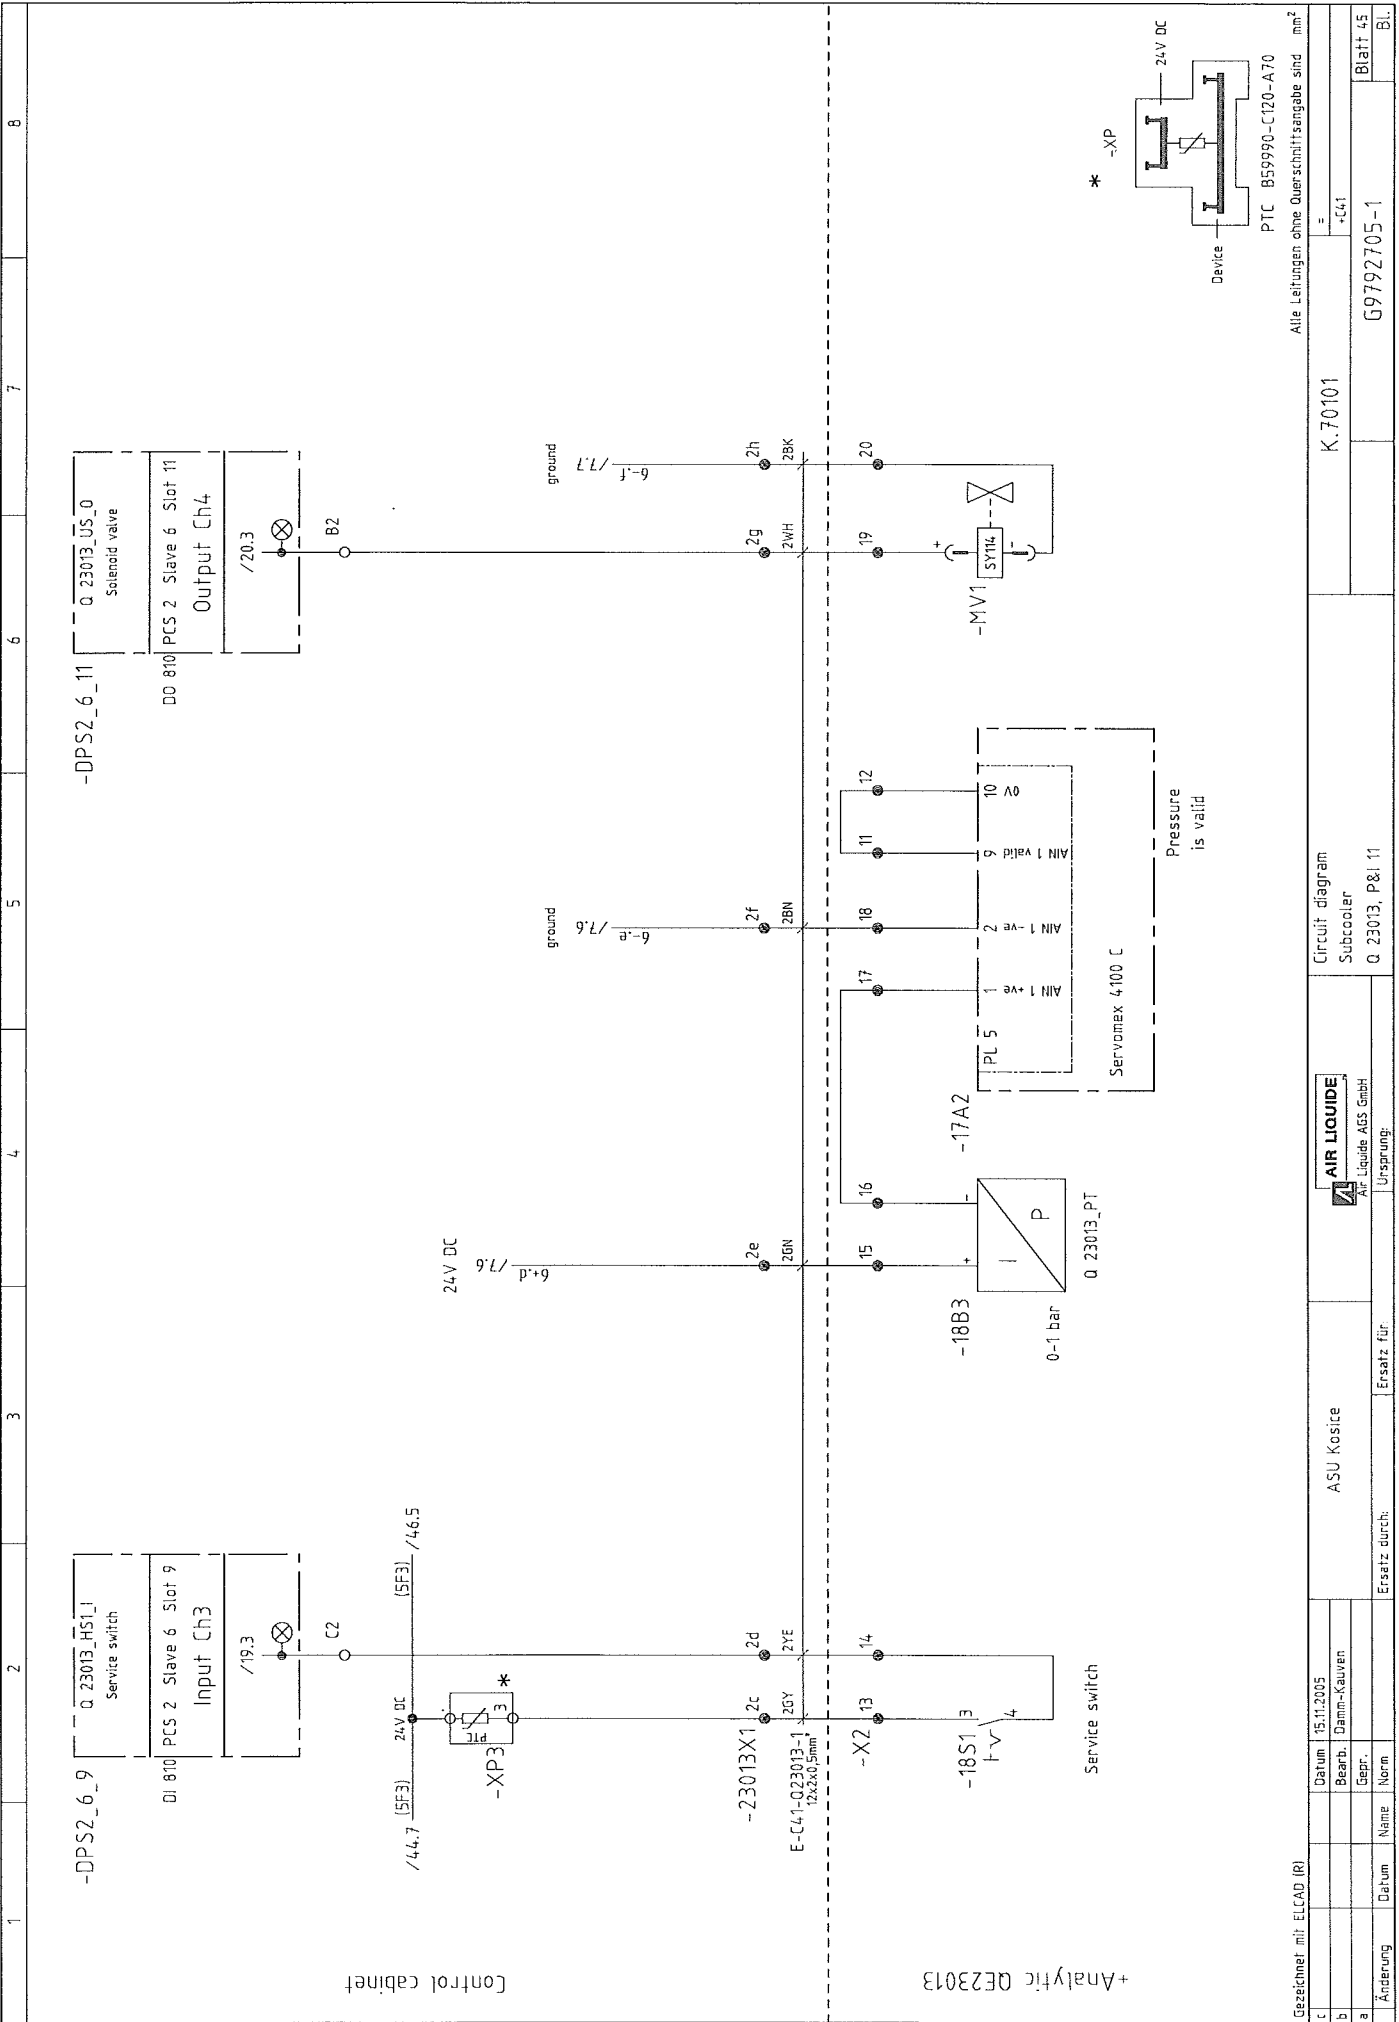 1 2 3 4 5 6 7 8
-DPS2_6_9
Q 23013_HS1_I
Service switch
DI 810 PCS 2 Slave 6 Slot 9
Input Ch3
/19.3
C2
/44.7 (5F3) 24V DC (5F3) /46.5
PTC
3 *
-XP3
-DPS2_6_11
Q 23013_US_0
Solenoid valve
DO 810 PCS 2 Slave 6 Slot 11
Output Ch4
/20.3
B2
24V DC
/7.6
6+.d
ground
/7.6
6-.e
ground
/7.7
6-.f
Control cabinet
-23013X1 2c 2d 2e 2f 2g 2h
E-C41-Q23013-1 2GY 2YE 2GN 2BN 2WH 2BK
12x2x0,5mm²
-X2 13 14 15 16 17 18 11 12 19 20
+Analytic QE23013
-18S1 3
4
Service switch
-18B3
+ -
I P
0-1 bar
Q 23013_PT
-17A2
PL 5
1 2 9 10
AIN 1 +ve
AIN 1 -ve
AIN 1 valid
0V
Servomex 4100 C
Pressure
is valid
-MV1
+
SY114
-
* -XP
24V DC
Device
PTC B59990-C120-A70
Gezeichnet mit ELCAD (R)
Alle Leitungen ohne Querschnittsangabe sind mm²
c
b
a
Änderung Datum Name Norm
Datum 15.11.2005
Bearb. Damm-Kauven
Gepr.
ASU Kosice
Ersatz durch:
Ersatz für:
AIR LIQUIDE
Air Liquide AGS GmbH
Ursprung:
Circuit diagram
Subcooler
Q 23013, P&I 11
K.70101
=
+C41
G9792705-1
Blatt 45
Bl.